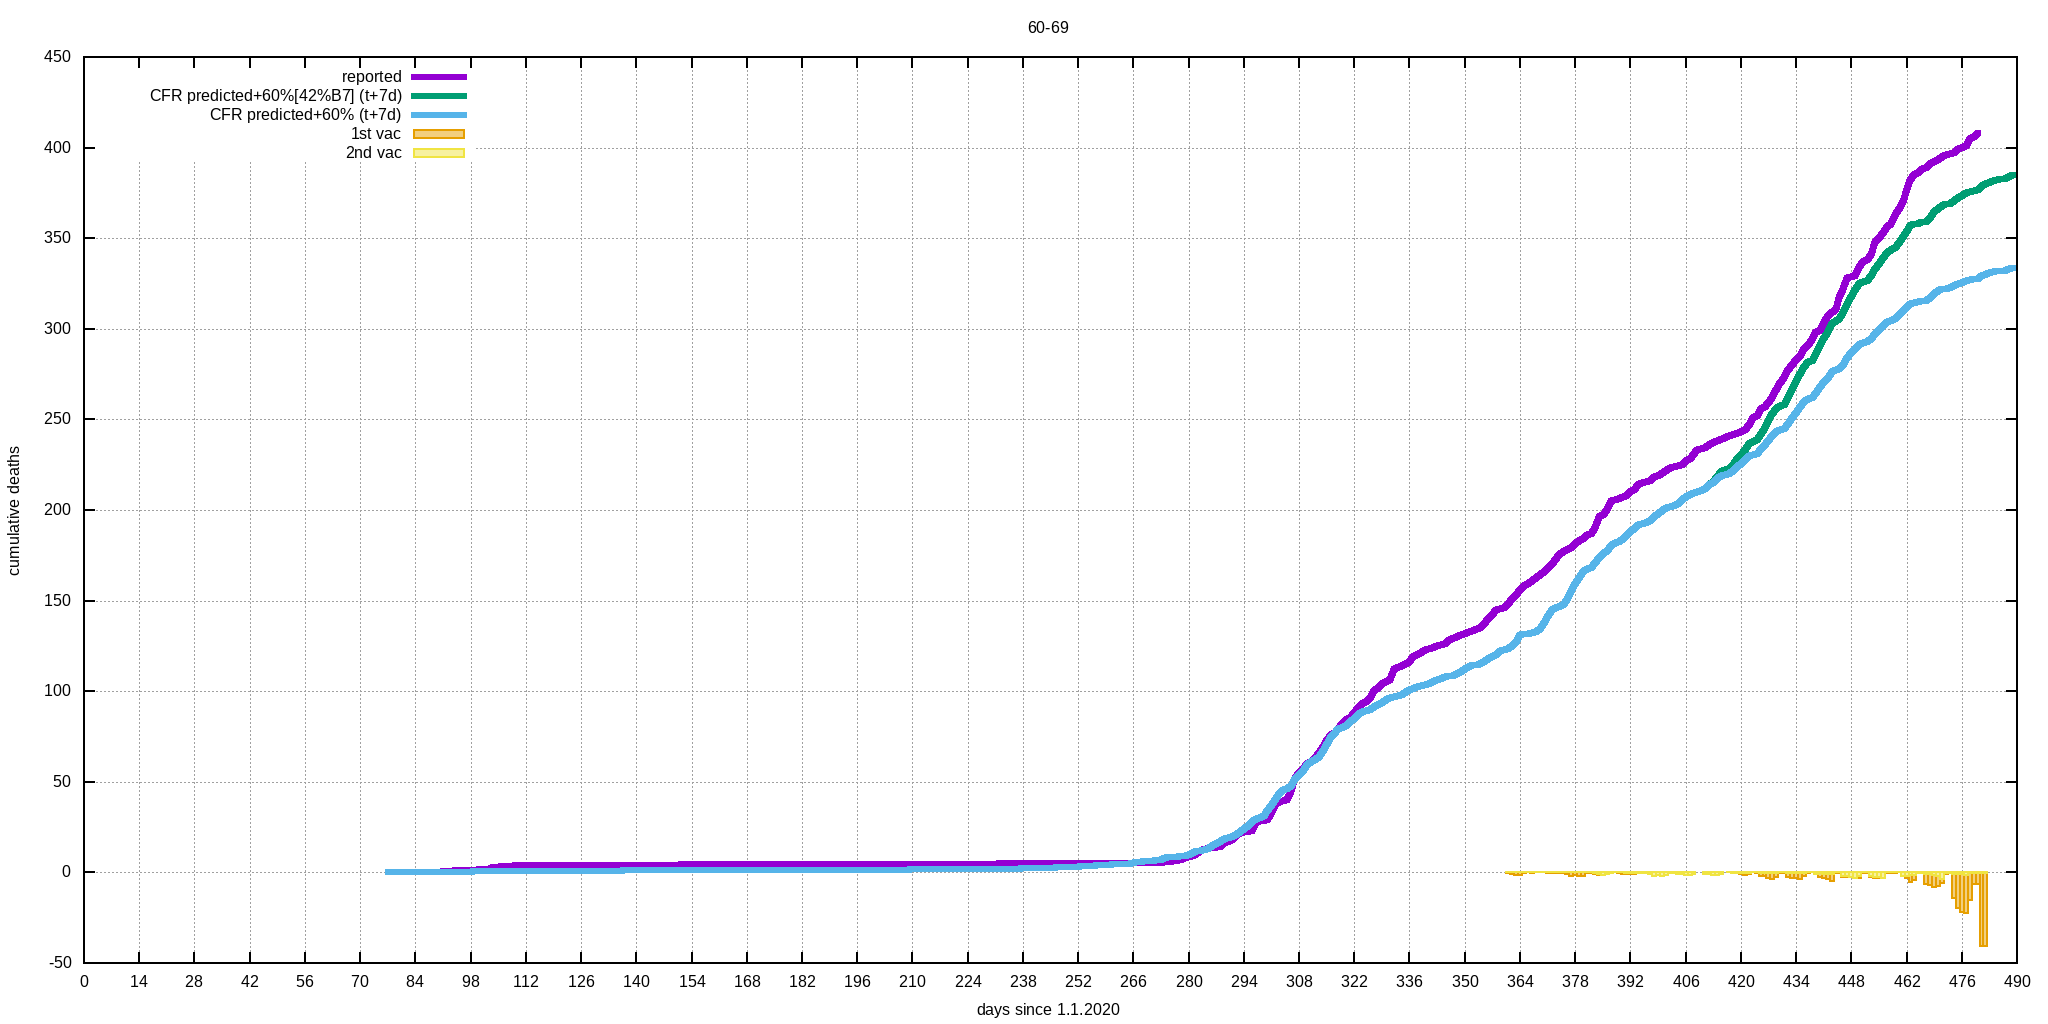 60-69
reported
CFR predicted+60%[42%B7] (t+7d)
CFR predicted+60% (t+7d)
1st vac
2nd vac
450
400
350
300
250
200
150
100
50
0
-50
cumulative deaths
0 14 28 42 56 70 84 98 112 126 140 154 168 182 196 210 224 238 252 266 280 294 308 322 336 350 364 378 392 406 420 434 448 462 476 490
days since 1.1.2020